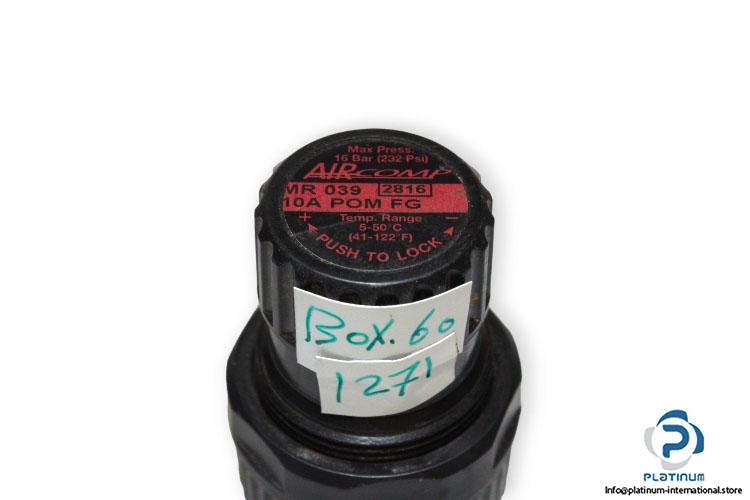 Max Press.
16 Bar (232 Psi)
AIRCOMP
MR 039 2816
10A POM FG
+ Temp. Range -
5-50°C
(41-122°F)
PUSH TO LOCK
BOX.60
1271
PLATINUM
Info@platinum-international.store